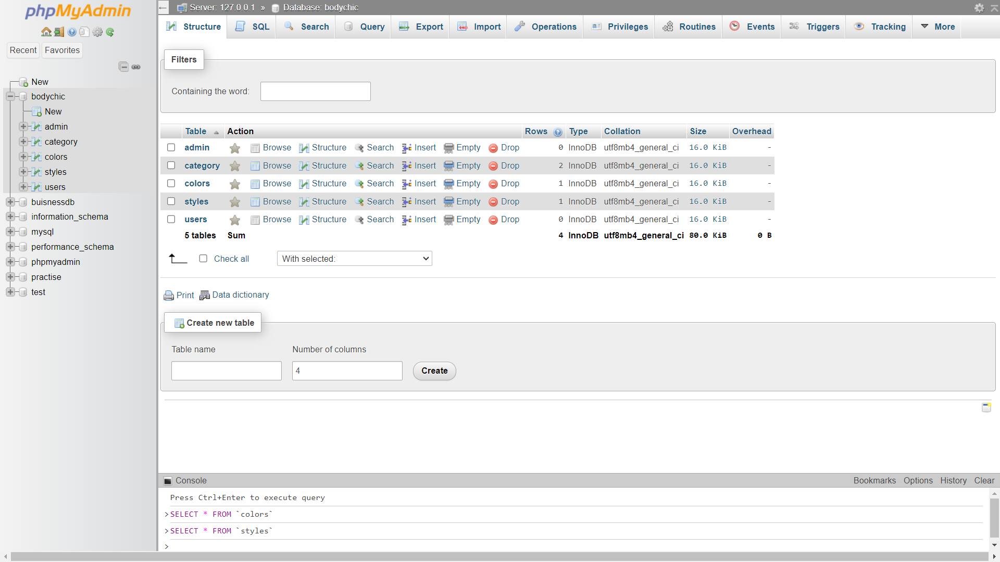 phpMyAdmin
Recent Favorites
New
bodychic
New
admin
category
colors
styles
users
buisnessdb
information_schema
mysql
performance_schema
phpmyadmin
practise
test
Server: 127.0.0.1 » Database: bodychic
Structure SQL Search Query Export Import Operations Privileges Routines Events Triggers Tracking More
Filters
Containing the word:
Table Action Rows Type Collation Size Overhead
admin Browse Structure Search Insert Empty Drop 0 InnoDB utf8mb4_general_ci 16.0 KiB -
category Browse Structure Search Insert Empty Drop 2 InnoDB utf8mb4_general_ci 16.0 KiB -
colors Browse Structure Search Insert Empty Drop 1 InnoDB utf8mb4_general_ci 16.0 KiB -
styles Browse Structure Search Insert Empty Drop 1 InnoDB utf8mb4_general_ci 16.0 KiB -
users Browse Structure Search Insert Empty Drop 0 InnoDB utf8mb4_general_ci 16.0 KiB -
5 tables Sum 4 InnoDB utf8mb4_general_ci 80.0 KiB 0 B
Check all With selected:
Print Data dictionary
Create new table
Table name Number of columns
4 Create
Console Bookmarks Options History Clear
Press Ctrl+Enter to execute query
>SELECT * FROM `colors`
>SELECT * FROM `styles`
>